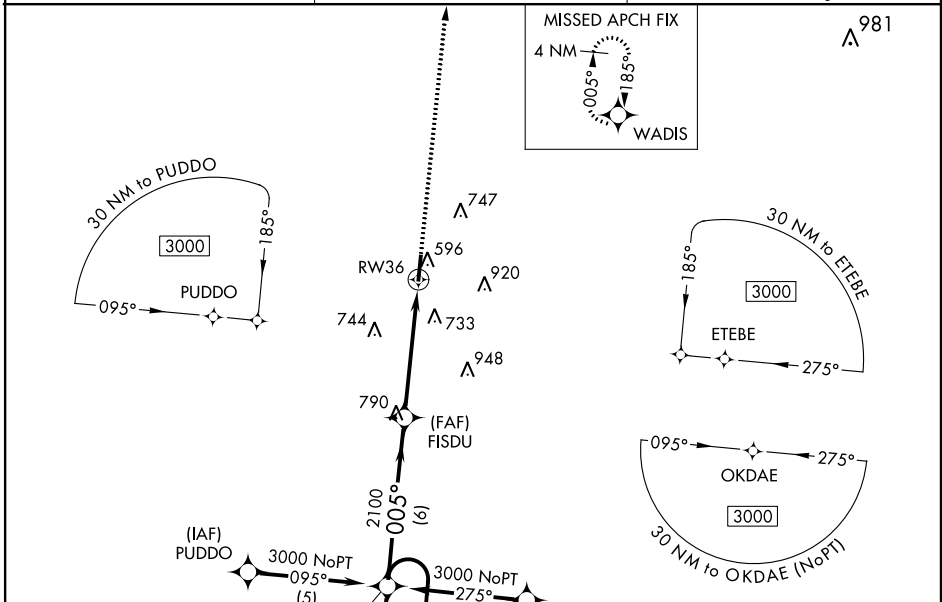 MISSED APCH FIX
4 NM
005°
185°
WADIS
981
30 NM to PUDDO
3000
185°
095°
PUDDO
747
596
RW36
920
744
733
948
790
(FAF)
FISDU
30 NM to ETEBE
185°
3000
ETEBE
275°
095°
275°
OKDAE
3000
30 NM to OKDAE (NoPT)
2100
005°
(6)
(IAF)
PUDDO
3000 NoPT
095°
(5)
3000 NoPT
275°